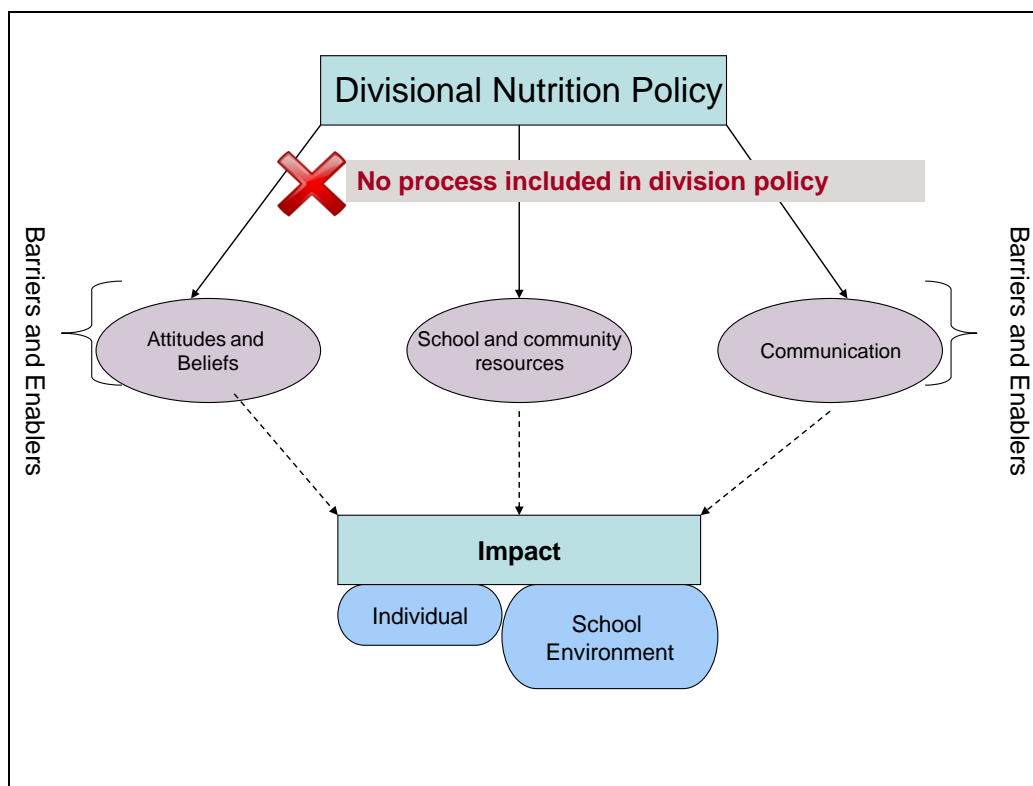 Divisional Nutrition Policy
No process included in division policy
Barriers and Enablers
Attitudes and
Beliefs
School and community
resources
Communication
Barriers and Enablers
Impact
Individual
School
Environment